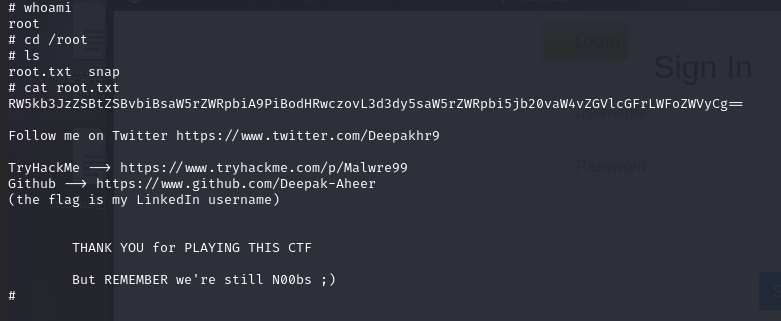 # whoami
root
# cd /root
# ls
root.txt snap
# cat root.txt
RW5kb3JzZSBtZSBvbiBsaW5rZWRpbiA9PiBodHRwczovL3d3dy5saW5rZWRpbi5jb20vaW4vZGVlcGFrLWFoZWVyCg==
LOGIN
Sign In
username
Follow me on Twitter https://www.twitter.com/Deepakhr9
TryHackMe --> https://www.tryhackme.com/p/Malwre99
Password
Github --> https://www.github.com/Deepak-Aheer
(the flag is my LinkedIn username)
THANK YOU for PLAYING THIS CTF
But REMEMBER we're still N00bs ;)
#